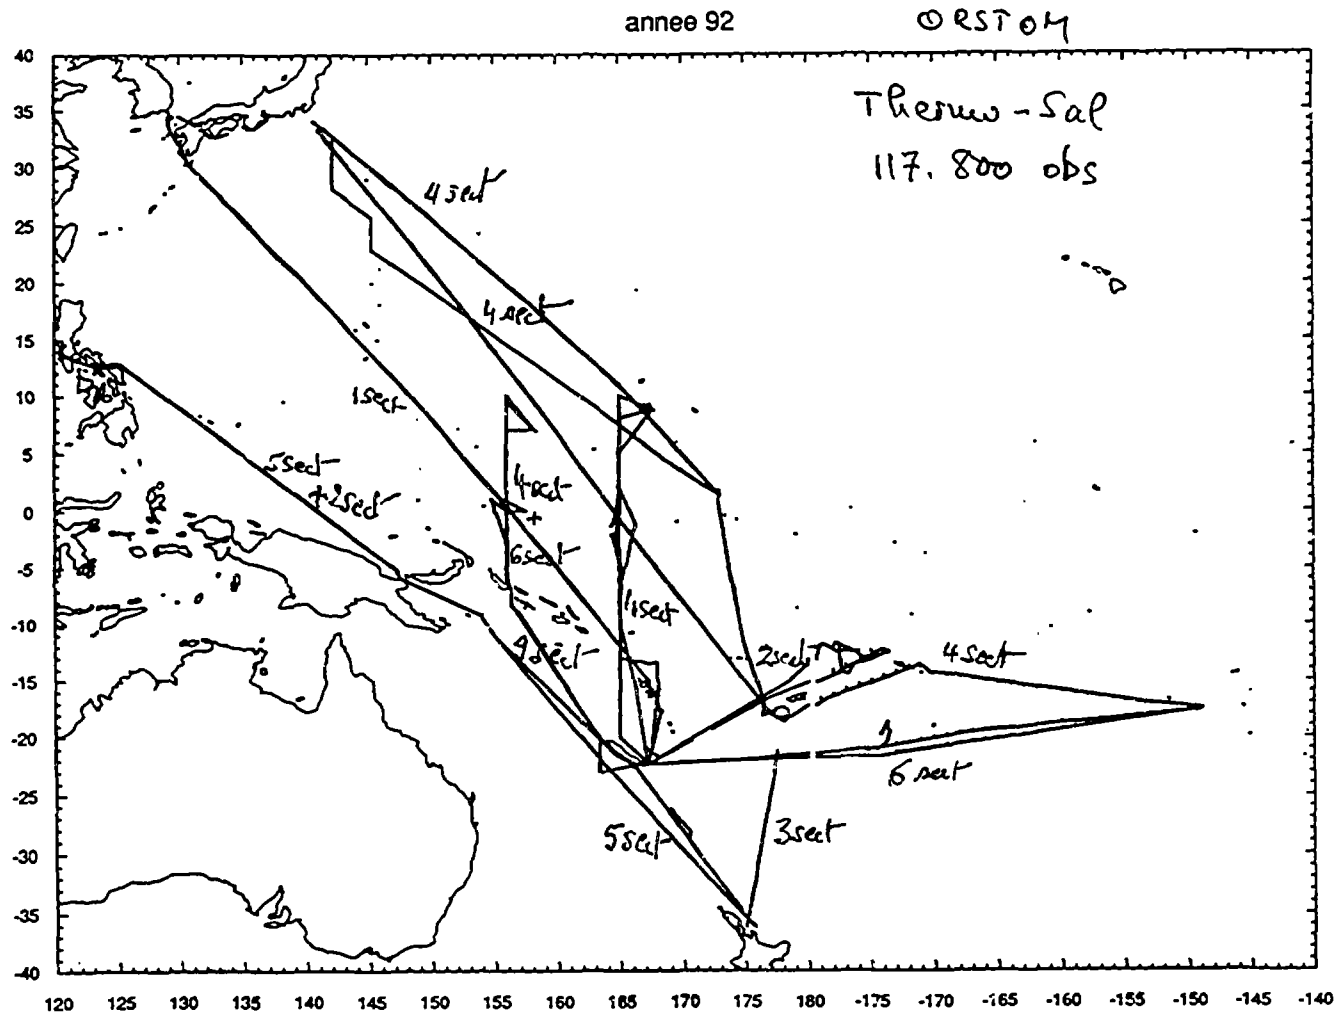 annee 92
ORSTOM
Thermo-Sal
117.800 obs
40
35
30
25
20
15
10
5
0
-5
-10
-15
-20
-25
-30
-35
-40
4 sect
4 sect
1 sect
5 sect
+2 sect
4 sect
6 sect
11 sect
2 sect
4 sect
6 sect
5 sect
3 sect
120 125 130 135 140 145 150 155 160 165 170 175 180 -175 -170 -165 -160 -155 -150 -145 -140